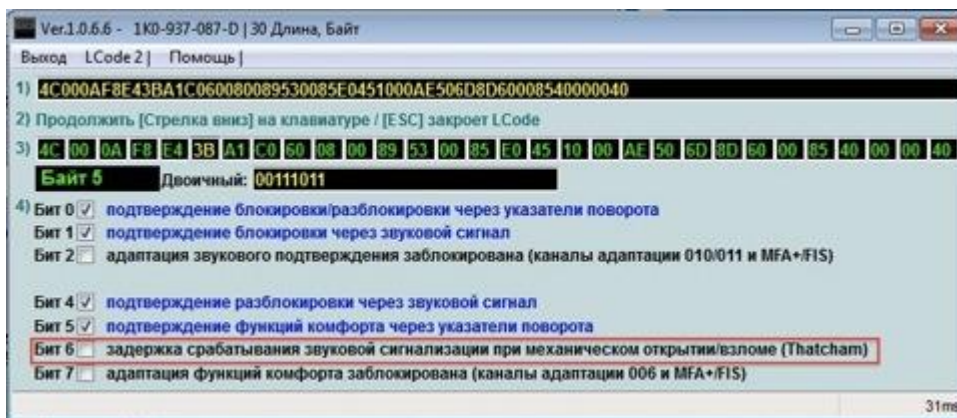 Ver.1.0.6.6 - 1K0-937-087-D | 30 Длина, Байт
Выход LCode 2 | Помощь |
1) 4C000AF8E43BA1C060080089530085E0451000AE506D8D60008540000040
2) Продолжить [Стрелка вниз] на клавиатуре / [ESC] закроет LCode
3) 4C 00 0A F8 E4 3B A1 C0 60 08 00 89 53 00 85 E0 45 10 00 AE 50 6D 8D 60 00 85 40 00 00 40
Байт 5 Двоичный: 00111011
4) Бит 0 подтверждение блокировки/разблокировки через указатели поворота
Бит 1 подтверждение блокировки через звуковой сигнал
Бит 2 адаптация звукового подтверждения заблокирована (каналы адаптации 010/011 и MFA+/FIS)
Бит 4 подтверждение разблокировки через звуковой сигнал
Бит 5 подтверждение функций комфорта через указатели поворота
Бит 6 задержка срабатывания звуковой сигнализации при механическом открытии/взломе (Thatcham)
Бит 7 адаптация функций комфорта заблокирована (каналы адаптации 006 и MFA+/FIS)
31ms